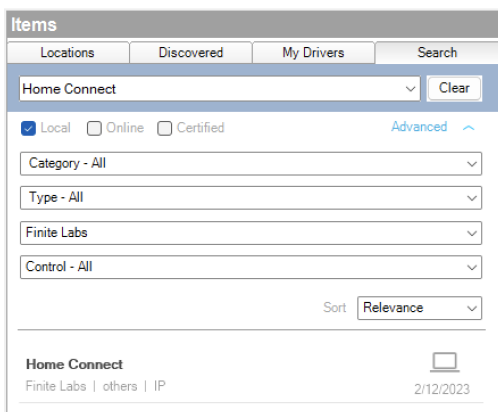 Items
Locations Discovered My Drivers Search
Home Connect Clear
Local Online Certified Advanced
Category - All
Type - All
Finite Labs
Control - All
Sort Relevance
Home Connect
Finite Labs | others | IP 2/12/2023